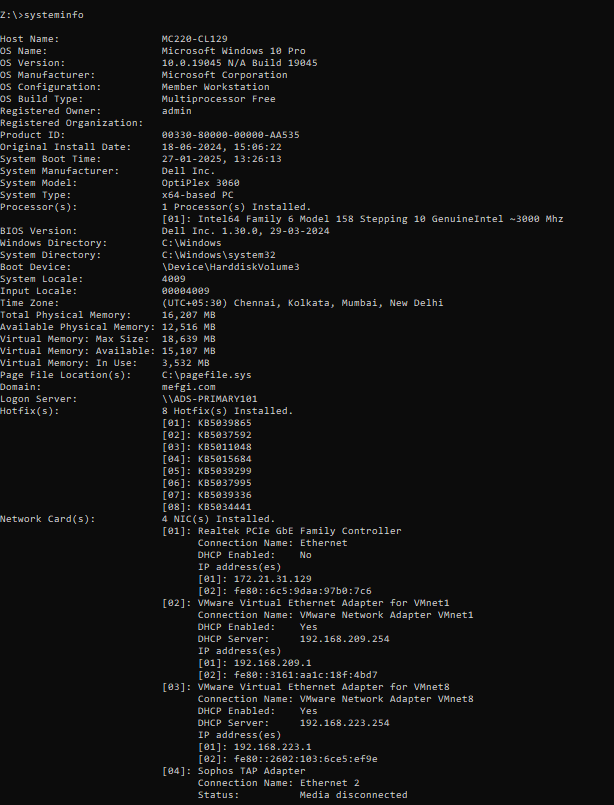 Z:\>systeminfo
Host Name: MC220-CL129
OS Name: Microsoft Windows 10 Pro
OS Version: 10.0.19045 N/A Build 19045
OS Manufacturer: Microsoft Corporation
OS Configuration: Member Workstation
OS Build Type: Multiprocessor Free
Registered Owner: admin
Registered Organization:
Product ID: 00330-80000-00000-AA535
Original Install Date: 18-06-2024, 15:06:22
System Boot Time: 27-01-2025, 13:26:13
System Manufacturer: Dell Inc.
System Model: OptiPlex 3060
System Type: x64-based PC
Processor(s): 1 Processor(s) Installed.
[01]: Intel64 Family 6 Model 158 Stepping 10 GenuineIntel ~3000 Mhz
BIOS Version: Dell Inc. 1.30.0, 29-03-2024
Windows Directory: C:\Windows
System Directory: C:\Windows\system32
Boot Device: \Device\HarddiskVolume3
System Locale: 4009
Input Locale: 00004009
Time Zone: (UTC+05:30) Chennai, Kolkata, Mumbai, New Delhi
Total Physical Memory: 16,207 MB
Available Physical Memory: 12,516 MB
Virtual Memory: Max Size: 18,639 MB
Virtual Memory: Available: 15,107 MB
Virtual Memory: In Use: 3,532 MB
Page File Location(s): C:\pagefile.sys
Domain: mefgi.com
Logon Server: \\ADS-PRIMARY101
Hotfix(s): 8 Hotfix(s) Installed.
[01]: KB5039865
[02]: KB5037592
[03]: KB5011048
[04]: KB5015684
[05]: KB5039299
[06]: KB5037995
[07]: KB5039336
[08]: KB5034441
Network Card(s): 4 NIC(s) Installed.
[01]: Realtek PCIe GbE Family Controller
Connection Name: Ethernet
DHCP Enabled: No
IP address(es)
[01]: 172.21.31.129
[02]: fe80::6c5:9daa:97b0:7c6
[02]: VMware Virtual Ethernet Adapter for VMnet1
Connection Name: VMware Network Adapter VMnet1
DHCP Enabled: Yes
DHCP Server: 192.168.209.254
IP address(es)
[01]: 192.168.209.1
[02]: fe80::3161:aa1c:18f:4bd7
[03]: VMware Virtual Ethernet Adapter for VMnet8
Connection Name: VMware Network Adapter VMnet8
DHCP Enabled: Yes
DHCP Server: 192.168.223.254
IP address(es)
[01]: 192.168.223.1
[02]: fe80::2602:103:6ce5:ef9e
[04]: Sophos TAP Adapter
Connection Name: Ethernet 2
Status: Media disconnected